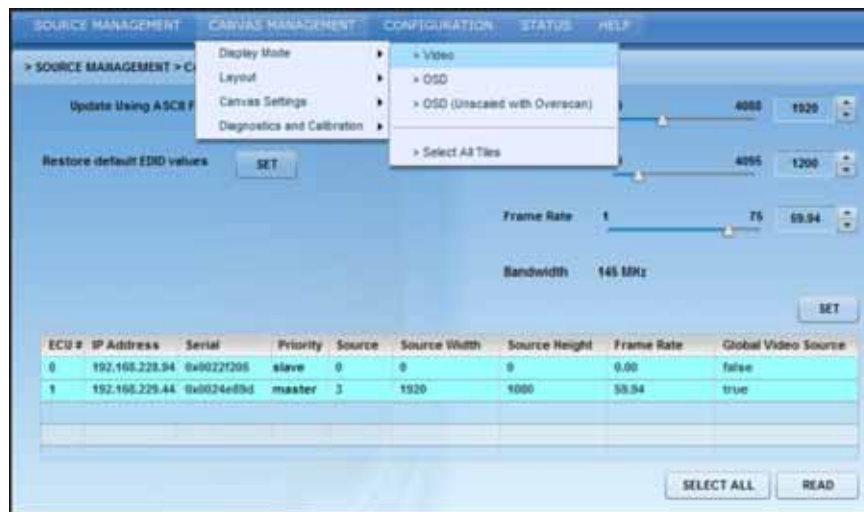 SOURCE MANAGEMENT CANVAS MANAGEMENT CONFIGURATION STATUS HELP
> SOURCE MANAGEMENT >
Display Mode
Layout
Canvas Settings
Diagnostics and Calibration
> Video
> OSD
> OSD (Unscaled with Overscan)
> Select All Tiles
Update Using ASCII
4088 1920
Restore default EDID values SET
4095 1200
Frame Rate 1 75 59.94
Bandwidth 145 MHz
SET
ECU # IP Address Serial Priority Source Source Width Source Height Frame Rate Global Video Source
0 192.168.228.94 0x0022f205 slave 0 0 0 0.00 false
1 192.168.229.44 0x0024e89d master 3 1920 1080 59.94 true
SELECT ALL READ